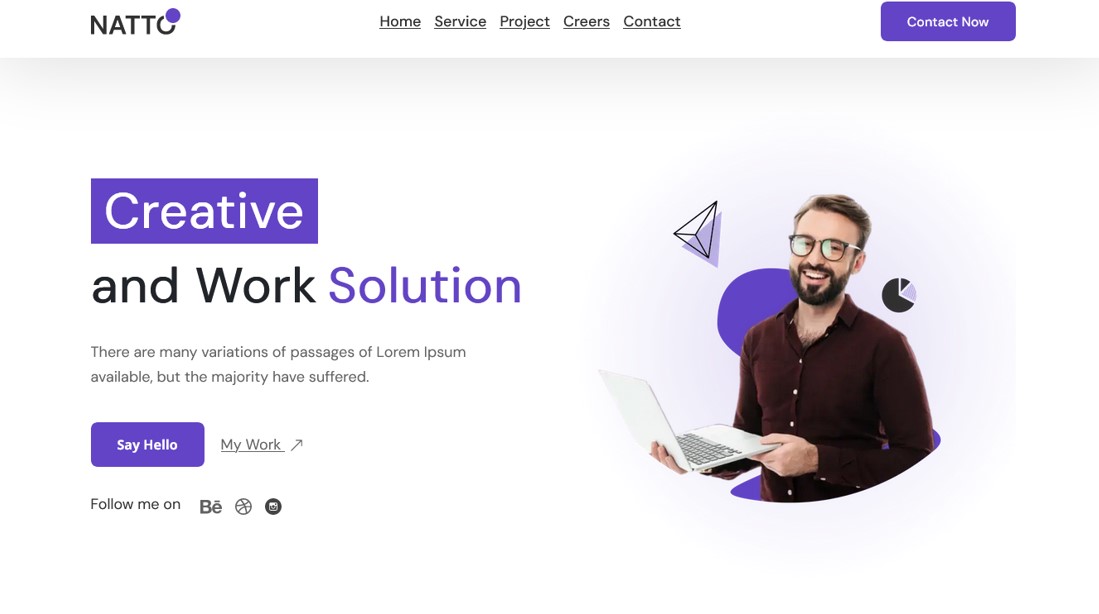 NATTO
Home Service Project Creers Contact
Contact Now
Creative
and Work Solution
There are many variations of passages of Lorem Ipsum
available, but the majority have suffered.
Say Hello
My Work
Follow me on
Bē